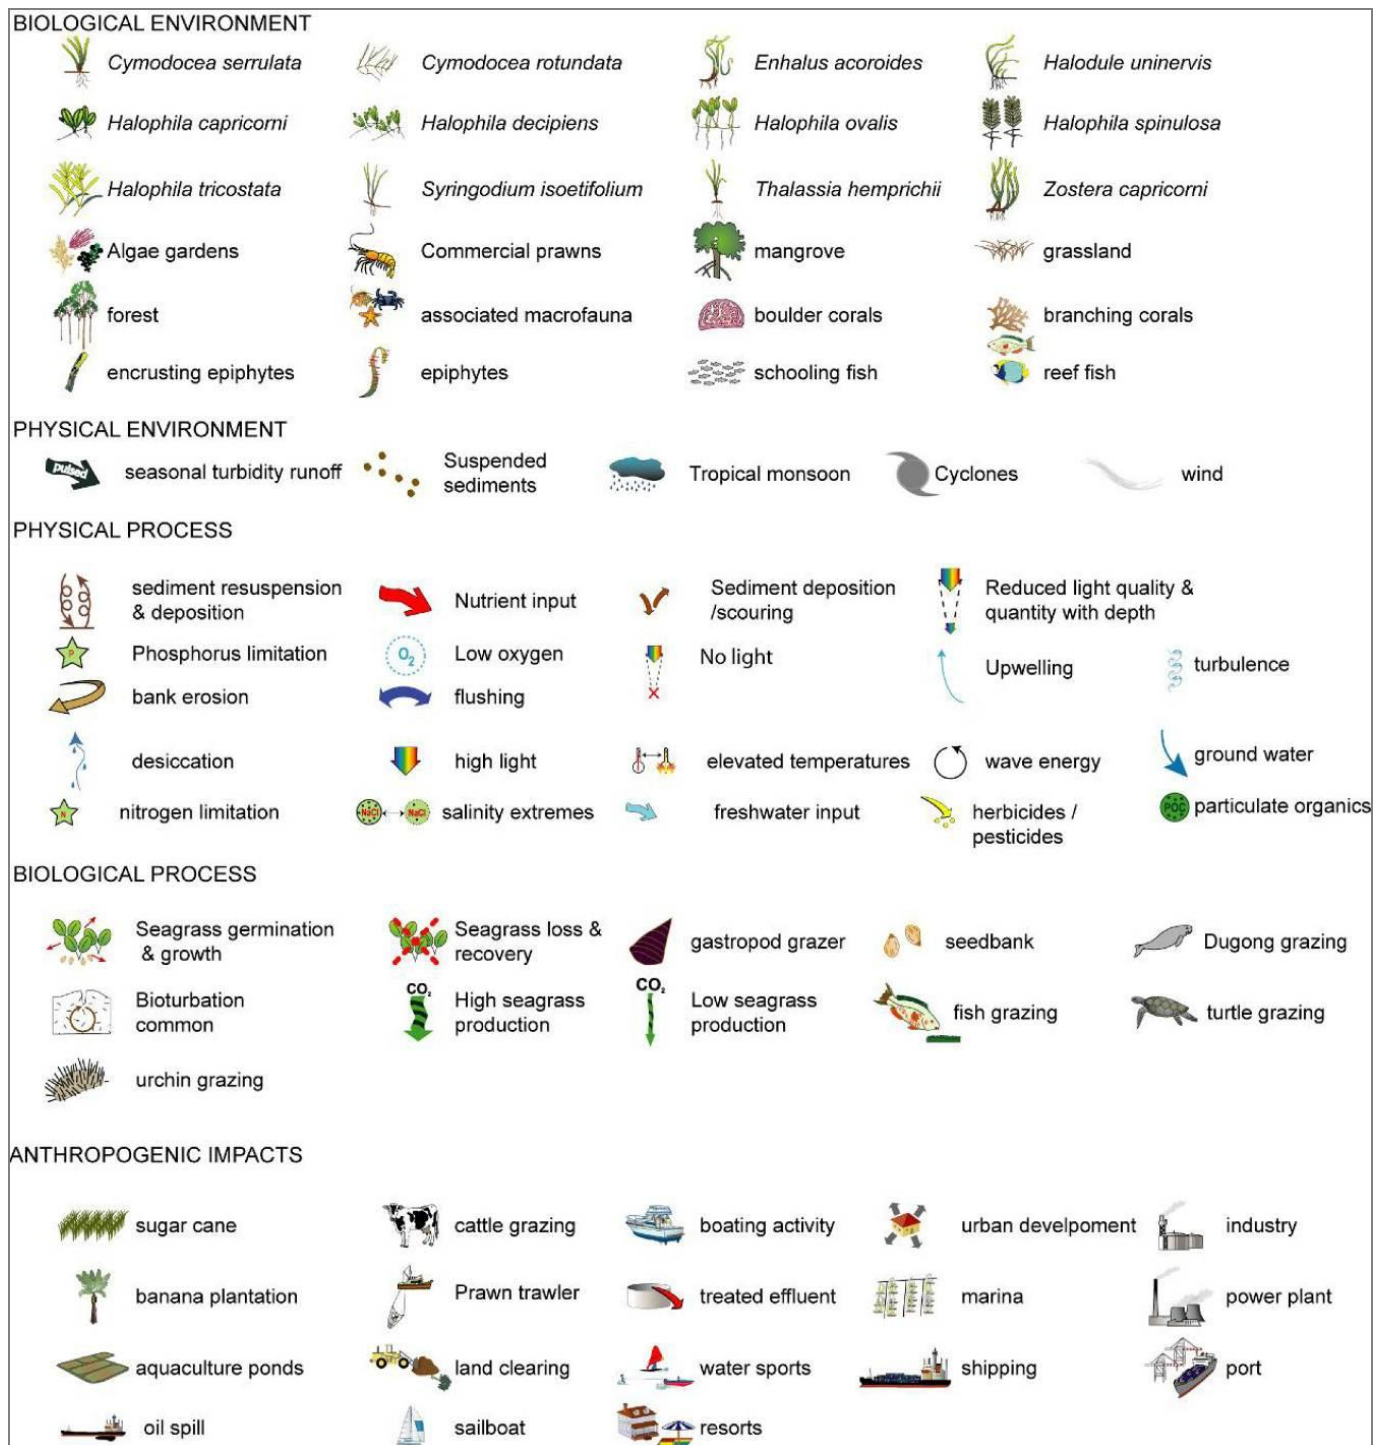 BIOLOGICAL ENVIRONMENT
Cymodocea serrulata
Cymodocea rotundata
Enhalus acoroides
Halodule uninervis
Halophila capricorni
Halophila decipiens
Halophila ovalis
Halophila spinulosa
Halophila tricostata
Syringodium isoetifolium
Thalassia hemprichii
Zostera capricorni
Algae gardens
Commercial prawns
mangrove
grassland
forest
associated macrofauna
boulder corals
branching corals
encrusting epiphytes
epiphytes
schooling fish
reef fish
PHYSICAL ENVIRONMENT
pulsed
seasonal turbidity runoff
Suspended
sediments
Tropical monsoon
Cyclones
wind
PHYSICAL PROCESS
sediment resuspension
& deposition
Nutrient input
Sediment deposition
/scouring
Reduced light quality &
quantity with depth
P
Phosphorus limitation
O2
Low oxygen
No light
Upwelling
turbulence
bank erosion
flushing
desiccation
high light
elevated temperatures
wave energy
ground water
N
nitrogen limitation
NaCl
NaCl
salinity extremes
freshwater input
herbicides /
pesticides
POC
particulate organics
BIOLOGICAL PROCESS
Seagrass germination
& growth
Seagrass loss &
recovery
gastropod grazer
seedbank
Dugong grazing
Bioturbation
common
CO2
High seagrass
production
CO2
Low seagrass
production
fish grazing
turtle grazing
urchin grazing
ANTHROPOGENIC IMPACTS
sugar cane
cattle grazing
boating activity
urban develpoment
industry
banana plantation
Prawn trawler
treated effluent
marina
power plant
aquaculture ponds
land clearing
water sports
shipping
port
oil spill
sailboat
resorts